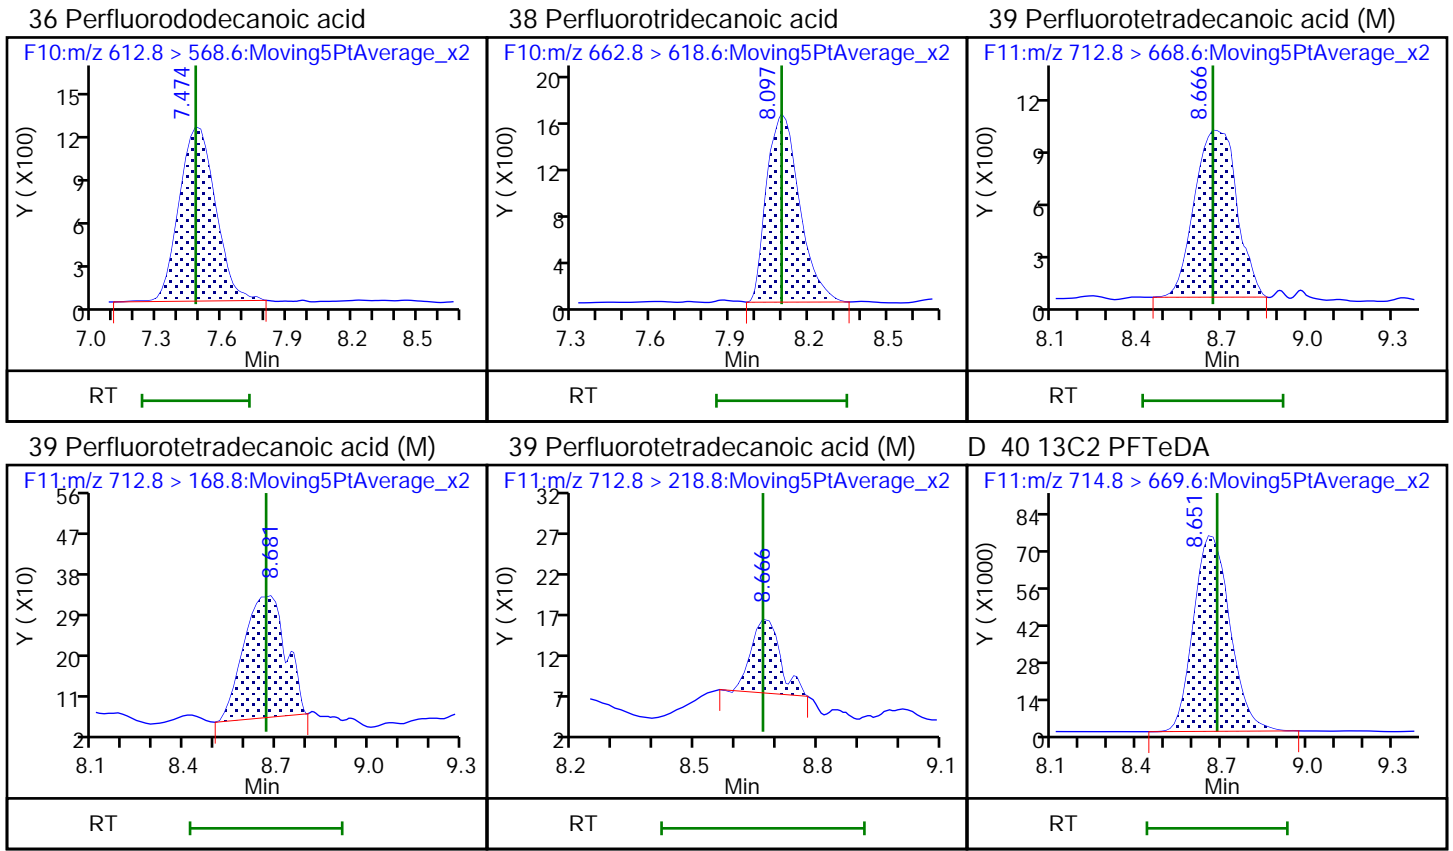 36 Perfluorododecanoic acid
F10:m/z 612.8 > 568.6:Moving5PtAverage_x2
7.474
Y ( X100)
15
12
9
6
3
0
7.0 7.3 7.6 7.9 8.2 8.5
Min
RT
38 Perfluorotridecanoic acid
F10:m/z 662.8 > 618.6:Moving5PtAverage_x2
8.097
Y ( X100)
20
16
12
8
4
0
7.3 7.6 7.9 8.2 8.5
Min
RT
39 Perfluorotetradecanoic acid (M)
F11:m/z 712.8 > 668.6:Moving5PtAverage_x2
8.666
Y ( X100)
12
9
6
3
0
8.1 8.4 8.7 9.0 9.3
Min
RT
39 Perfluorotetradecanoic acid (M)
F11:m/z 712.8 > 168.8:Moving5PtAverage_x2
8.681
Y ( X10)
56
47
38
29
20
11
2
8.1 8.4 8.7 9.0 9.3
Min
RT
39 Perfluorotetradecanoic acid (M)
F11:m/z 712.8 > 218.8:Moving5PtAverage_x2
8.666
Y ( X10)
32
27
22
17
12
7
2
8.2 8.5 8.8 9.1
Min
RT
D 40 13C2 PFTeDA
F11:m/z 714.8 > 669.6:Moving5PtAverage_x2
8.651
Y ( X1000)
84
70
56
42
28
14
0
8.1 8.4 8.7 9.0 9.3
Min
RT